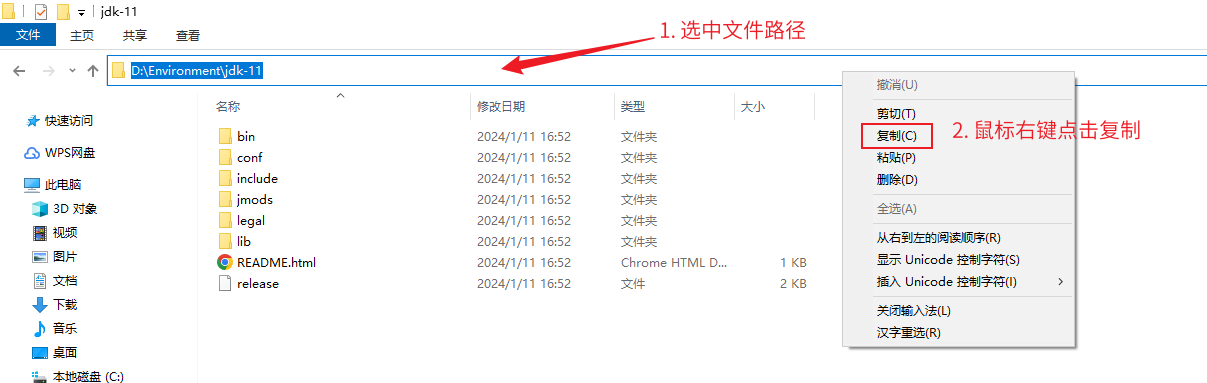 jdk-11
文件 主页 共享 查看
1. 选中文件路径
D:\Environment\jdk-11
名称 修改日期 类型 大小
快速访问
WPS网盘
此电脑
3D 对象
视频
图片
文档
下载
音乐
桌面
本地磁盘 (C:)
bin 2024/1/11 16:52 文件夹
conf 2024/1/11 16:52 文件夹
include 2024/1/11 16:52 文件夹
jmods 2024/1/11 16:52 文件夹
legal 2024/1/11 16:52 文件夹
lib 2024/1/11 16:52 文件夹
README.html 2024/1/11 16:52 Chrome HTML D... 1 KB
release 2024/1/11 16:52 文件 2 KB
撤消(U)
剪切(T)
复制(C)
粘贴(P)
删除(D)
全选(A)
从右到左的阅读顺序(R)
显示 Unicode 控制字符(S)
插入 Unicode 控制字符(I)
关闭输入法(L)
汉字重选(R)
2. 鼠标右键点击复制